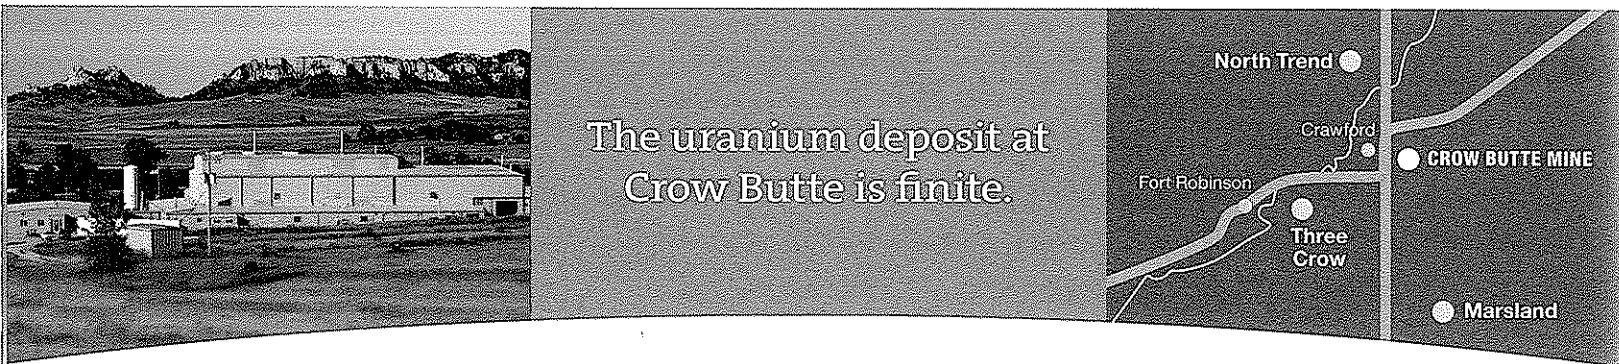 The uranium deposit at
Crow Butte is finite.
North Trend
Crawford
CROW BUTTE MINE
Fort Robinson
Three
Crow
Marsland